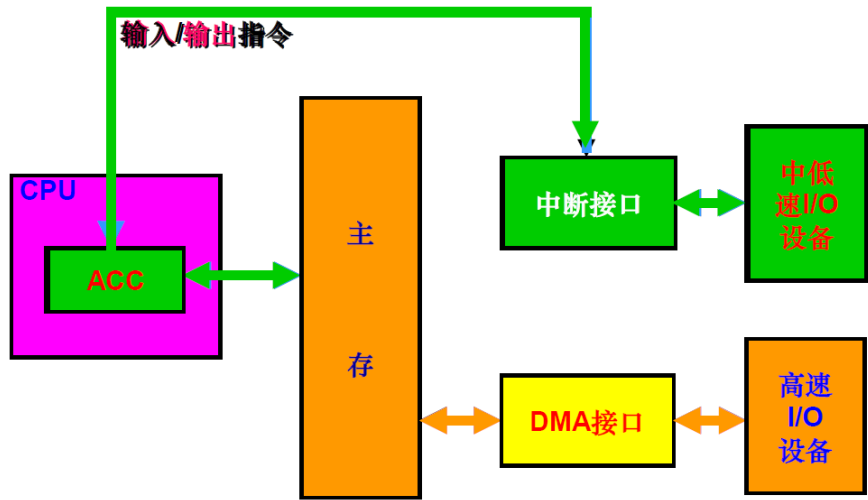 输入/输出指令
CPU
ACC
主
存
中断接口
中低
速I/O
设备
DMA接口
高速
I/O
设备